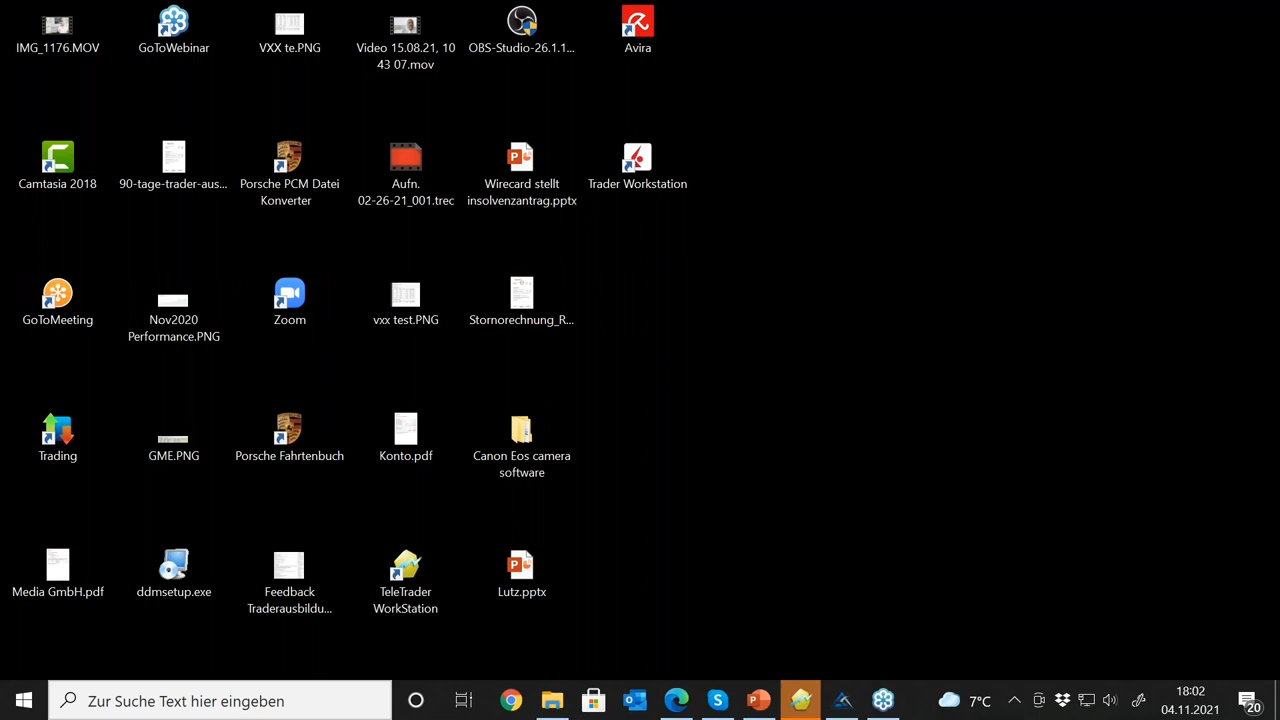 IMG_1176.MOV
GoToWebinar
VXX te.PNG
Video 15.08.21, 10
43 07.mov
OBS-Studio-26.1.1...
Avira
Camtasia 2018
90-tage-trader-aus...
Porsche PCM Datei
Konverter
Aufn.
02-26-21_001.trec
Wirecard stellt
insolvenzantrag.pptx
Trader Workstation
GoToMeeting
Nov2020
Performance.PNG
Zoom
vxx test.PNG
Stornorechnung_R...
Trading
GME.PNG
Porsche Fahrtenbuch
Konto.pdf
Canon Eos camera
software
Media GmbH.pdf
ddmsetup.exe
Feedback
Traderausbildu...
TeleTrader
WorkStation
Lutz.pptx
Zur Suche Text hier eingeben
7°C
18:02
04.11.2021
20